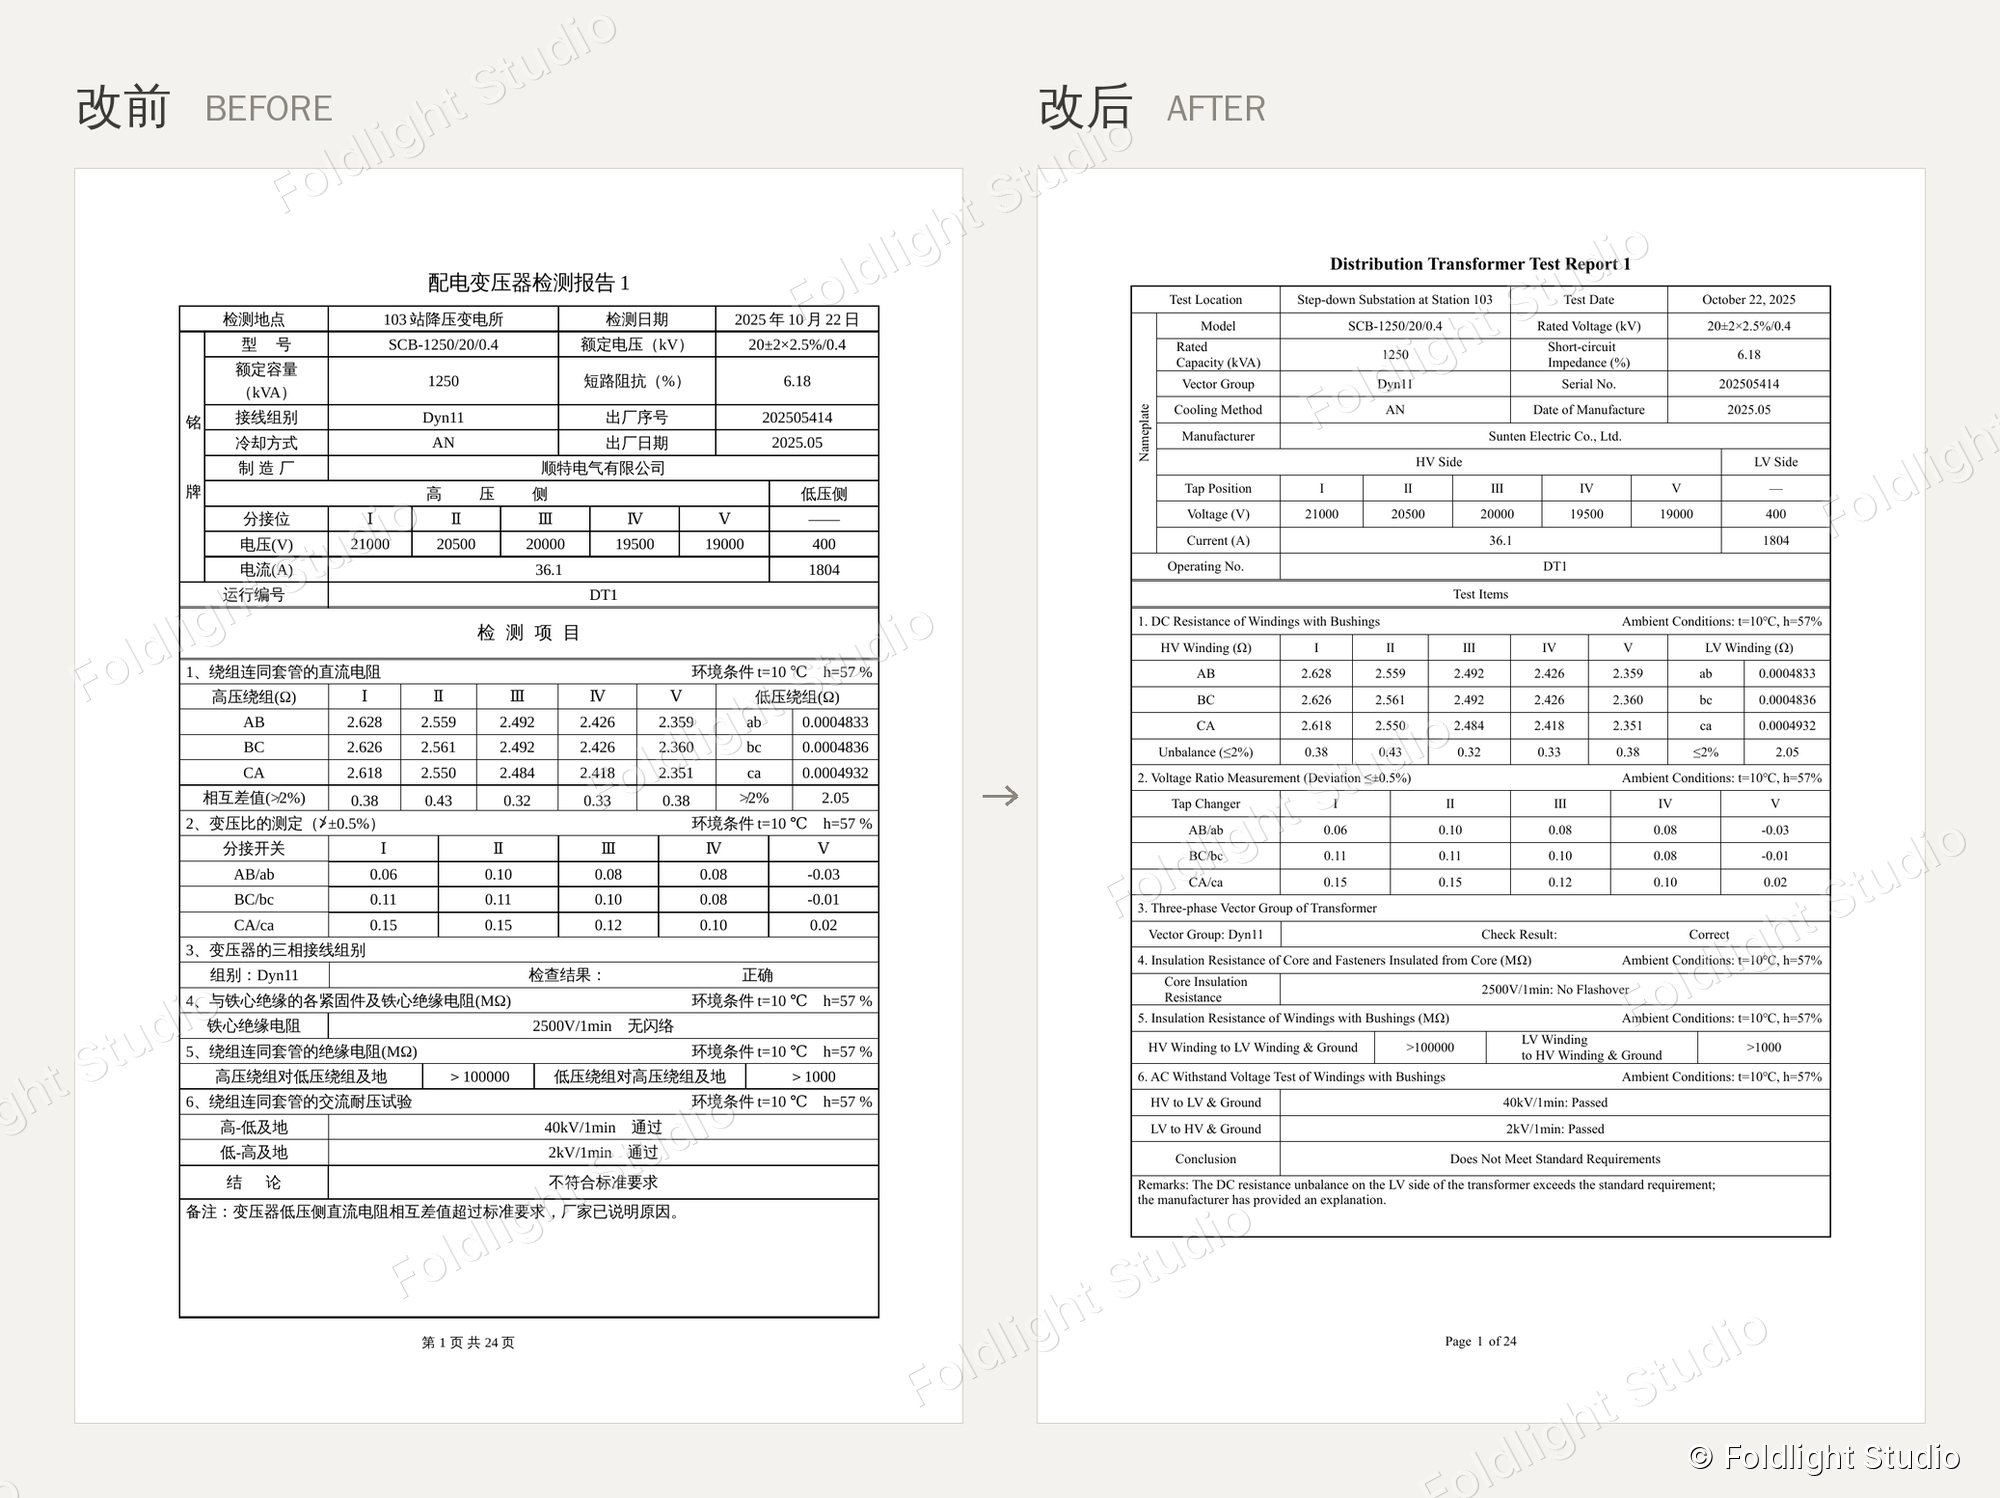 改前 BEFORE
配电变压器检测报告 1
检测地点 103 站降压变电所 检测日期 2025 年 10 月 22 日
铭 牌
型 号 SCB-1250/20/0.4 额定电压（kV） 20±2×2.5%/0.4
额定容量
（kVA） 1250 短路阻抗（%） 6.18
接线组别 Dyn11 出厂序号 202505414
冷却方式 AN 出厂日期 2025.05
制 造 厂 顺特电气有限公司
高 压 侧 低压侧
分接位 Ⅰ Ⅱ Ⅲ Ⅳ Ⅴ ——
电压(V) 21000 20500 20000 19500 19000 400
电流(A) 36.1 1804
运行编号 DT1
检 测 项 目
1、绕组连同套管的直流电阻 环境条件 t=10 ℃ h=57 %
高压绕组(Ω) Ⅰ Ⅱ Ⅲ Ⅳ Ⅴ 低压绕组(Ω)
AB 2.628 2.559 2.492 2.426 2.359 ab 0.0004833
BC 2.626 2.561 2.492 2.426 2.360 bc 0.0004836
CA 2.618 2.550 2.484 2.418 2.351 ca 0.0004932
相互差值(≯2%) 0.38 0.43 0.32 0.33 0.38 ≯2% 2.05
2、变压比的测定（≯±0.5%） 环境条件 t=10 ℃ h=57 %
分接开关 Ⅰ Ⅱ Ⅲ Ⅳ Ⅴ
AB/ab 0.06 0.10 0.08 0.08 -0.03
BC/bc 0.11 0.11 0.10 0.08 -0.01
CA/ca 0.15 0.15 0.12 0.10 0.02
3、变压器的三相接线组别
组别：Dyn11 检查结果： 正确
4、与铁心绝缘的各紧固件及铁心绝缘电阻(MΩ) 环境条件 t=10 ℃ h=57 %
铁心绝缘电阻 2500V/1min 无闪络
5、绕组连同套管的绝缘电阻(MΩ) 环境条件 t=10 ℃ h=57 %
高压绕组对低压绕组及地 ＞100000 低压绕组对高压绕组及地 ＞1000
6、绕组连同套管的交流耐压试验 环境条件 t=10 ℃ h=57 %
高-低及地 40kV/1min 通过
低-高及地 2kV/1min 通过
结 论 不符合标准要求
备注：变压器低压侧直流电阻相互差值超过标准要求，厂家已说明原因。
第 1 页 共 24 页
→
改后 AFTER
Distribution Transformer Test Report 1
Test Location Step-down Substation at Station 103 Test Date October 22, 2025
Nameplate
Model SCB-1250/20/0.4 Rated Voltage (kV) 20±2×2.5%/0.4
Rated
Capacity (kVA) 1250 Short-circuit
Impedance (%) 6.18
Vector Group Dyn11 Serial No. 202505414
Cooling Method AN Date of Manufacture 2025.05
Manufacturer Sunten Electric Co., Ltd.
HV Side LV Side
Tap Position I II III IV V —
Voltage (V) 21000 20500 20000 19500 19000 400
Current (A) 36.1 1804
Operating No. DT1
Test Items
1. DC Resistance of Windings with Bushings Ambient Conditions: t=10°C, h=57%
HV Winding (Ω) I II III IV V LV Winding (Ω)
AB 2.628 2.559 2.492 2.426 2.359 ab 0.0004833
BC 2.626 2.561 2.492 2.426 2.360 bc 0.0004836
CA 2.618 2.550 2.484 2.418 2.351 ca 0.0004932
Unbalance (≤2%) 0.38 0.43 0.32 0.33 0.38 ≤2% 2.05
2. Voltage Ratio Measurement (Deviation ≤±0.5%) Ambient Conditions: t=10°C, h=57%
Tap Changer I II III IV V
AB/ab 0.06 0.10 0.08 0.08 -0.03
BC/bc 0.11 0.11 0.10 0.08 -0.01
CA/ca 0.15 0.15 0.12 0.10 0.02
3. Three-phase Vector Group of Transformer
Vector Group: Dyn11 Check Result: Correct
4. Insulation Resistance of Core and Fasteners Insulated from Core (MΩ) Ambient Conditions: t=10°C, h=57%
Core Insulation
Resistance 2500V/1min: No Flashover
5. Insulation Resistance of Windings with Bushings (MΩ) Ambient Conditions: t=10°C, h=57%
HV Winding to LV Winding & Ground >100000 LV Winding
to HV Winding & Ground >1000
6. AC Withstand Voltage Test of Windings with Bushings Ambient Conditions: t=10°C, h=57%
HV to LV & Ground 40kV/1min: Passed
LV to HV & Ground 2kV/1min: Passed
Conclusion Does Not Meet Standard Requirements
Remarks: The DC resistance unbalance on the LV side of the transformer exceeds the standard requirement;
the manufacturer has provided an explanation.
Page 1 of 24
© Foldlight Studio